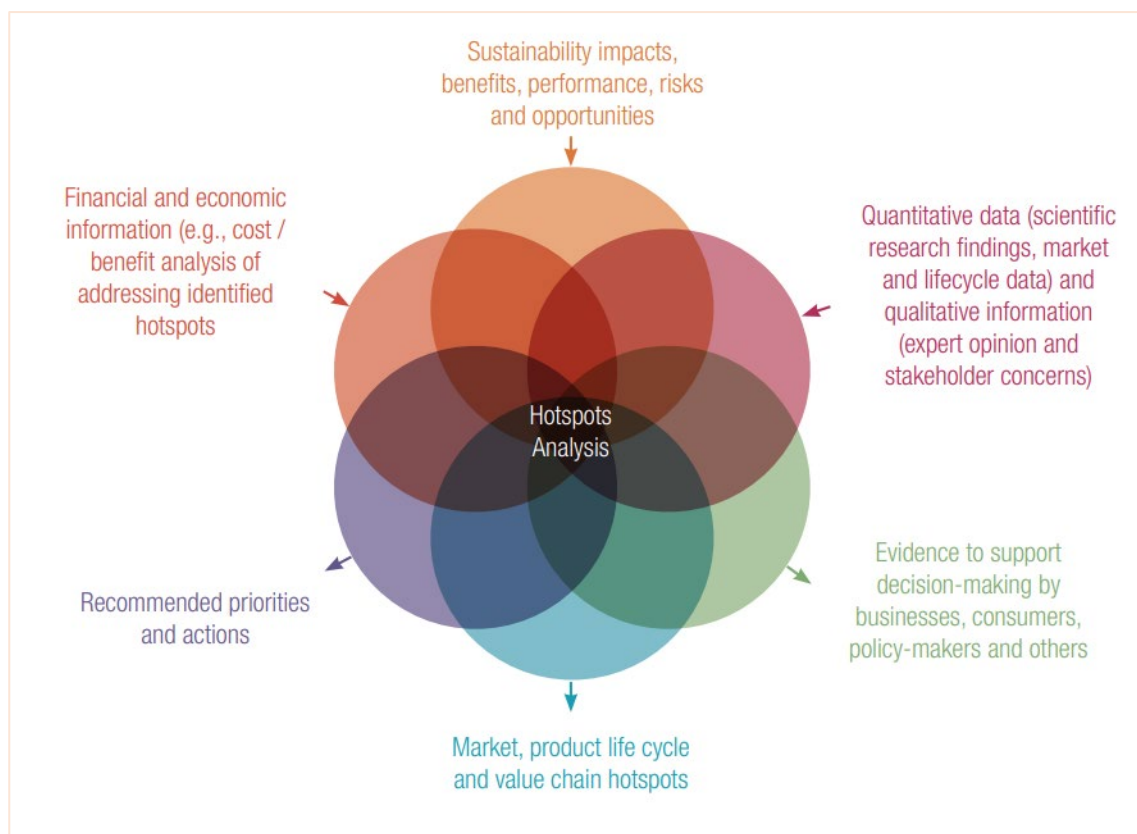 Sustainability impacts,
benefits, performance, risks
and opportunities
Financial and economic
information (e.g., cost /
benefit analysis of
addressing identified
hotspots
Quantitative data (scientific
research findings, market
and lifecycle data) and
qualitative information
(expert opinion and
stakeholder concerns)
Hotspots
Analysis
Recommended priorities
and actions
Evidence to support
decision-making by
businesses, consumers,
policy-makers and others
Market, product life cycle
and value chain hotspots